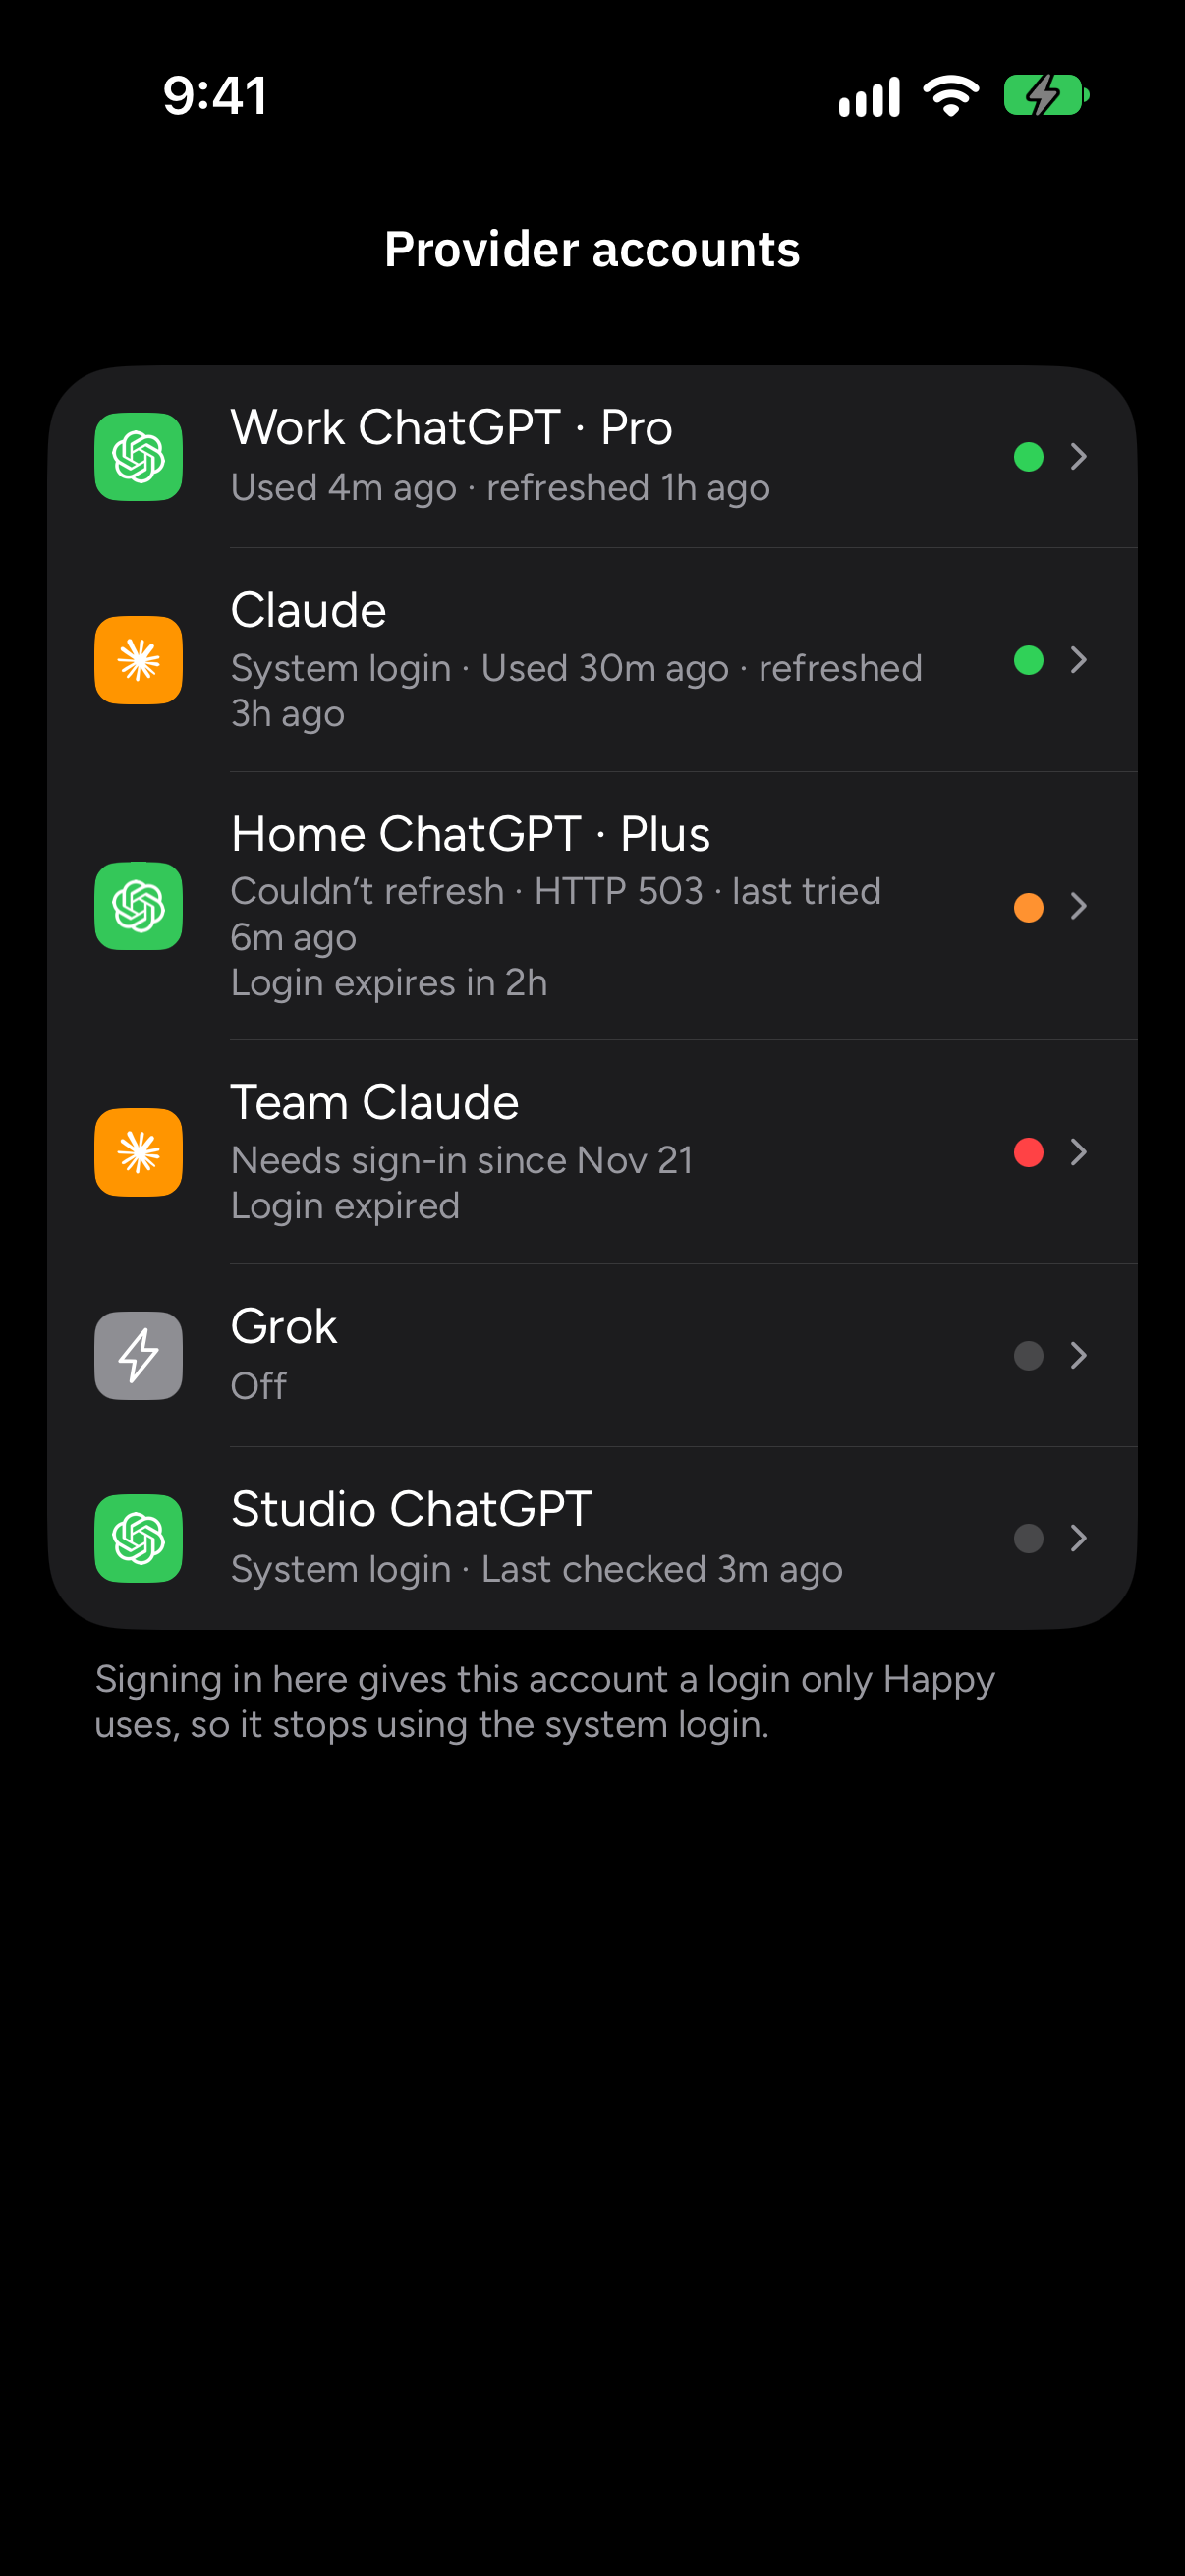 9:41
Provider accounts
Work ChatGPT · Pro
Used 4m ago · refreshed 1h ago
Claude
System login · Used 30m ago · refreshed
3h ago
Home ChatGPT · Plus
Couldn’t refresh · HTTP 503 · last tried
6m ago
Login expires in 2h
Team Claude
Needs sign-in since Nov 21
Login expired
Grok
Off
Studio ChatGPT
System login · Last checked 3m ago
Signing in here gives this account a login only Happy
uses, so it stops using the system login.